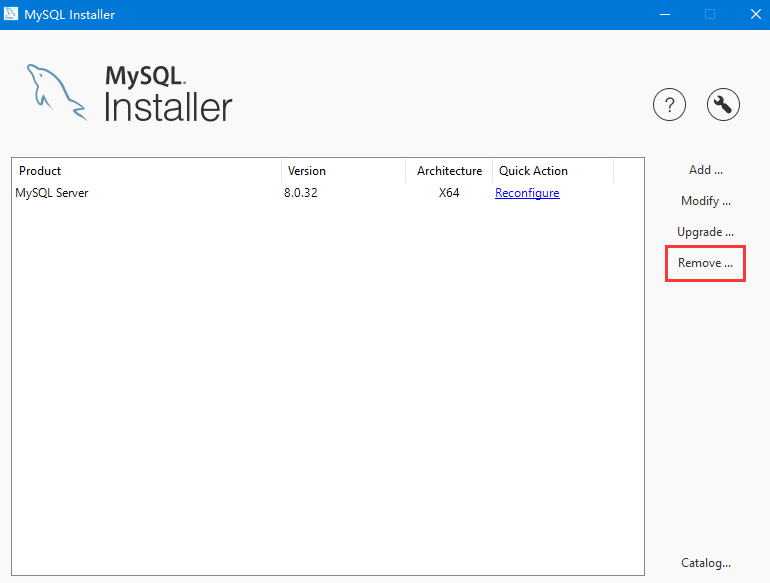 MySQL Installer
MySQL.
Installer
?
Product Version Architecture Quick Action
MySQL Server 8.0.32 X64 Reconfigure
Add ...
Modify ...
Upgrade ...
Remove ...
Catalog...